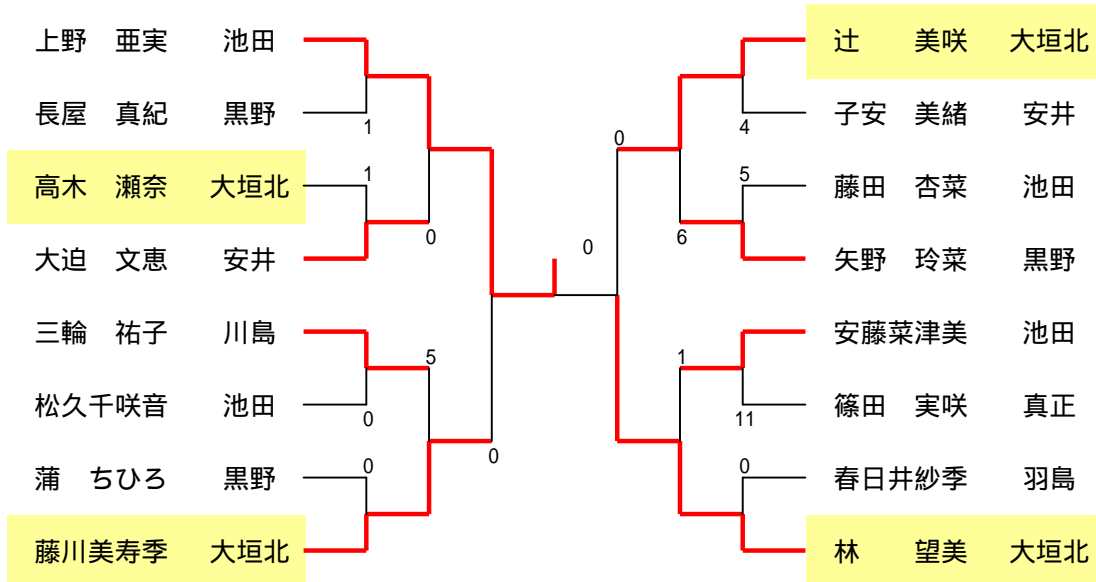 上野　亜実　池田
長屋　真紀　黒野
1
高木　瀬奈　大垣北
1
大迫　文恵　安井
0
三輪　祐子　川島
5
松久千咲音　池田
0
蒲　ちひろ　黒野
0
0
藤川美寿季　大垣北
0
辻　美咲　大垣北
子安　美緒　安井
4
0
藤田　杏菜　池田
5
矢野　玲菜　黒野
6
安藤菜津美　池田
1
篠田　実咲　真正
11
春日井紗季　羽島
0
林　望美　大垣北